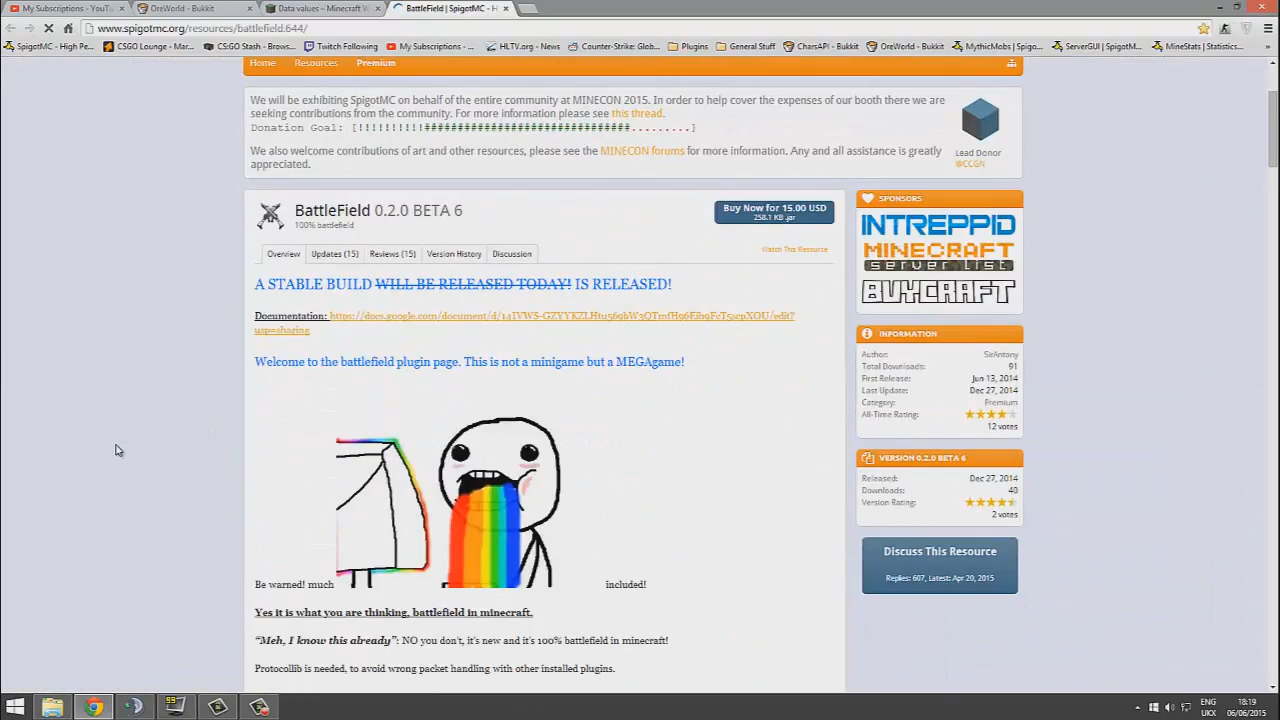 My Subscriptions - YouTu
OreWorld - Bukkit
Data values – Minecraft W
BattleField | SpigotMC - H
www.spigotmc.org/resources/battlefield.644/
SpigotMC - High Pe...
CSGO Lounge - Mar...
CS:GO Stash - Brows...
Twitch Following
My Subscriptions - ...
HLTV.org - News
Counter-Strike: Glob...
Plugins
General Stuff
CharsAPI - Bukkit
OreWorld - Bukkit
MythicMobs | Spigo...
ServerGUI | SpigotM...
MineStats | Statistics...
Home
Resources
Premium
We will be exhibiting SpigotMC on behalf of the entire community at MINECON 2015. In order to help cover the expenses of our booth there we are
seeking contributions from the community. For more information please see this thread.
We also welcome contributions of art and other resources, please see the MINECON forums for more information. Any and all assistance is greatly
appreciated.
Lead Donor
@CCGN
BattleField 0.2.0 BETA 6
100% battlefield
Buy Now for 15.00 USD
258.1 KB .jar
Overview
Updates (15)
Reviews (15)
Version History
Discussion
Watch This Resource
A STABLE BUILD WILL BE RELEASED TODAY! IS RELEASED!
Documentation:
usp=sharing
Welcome to the battlefield plugin page. This is not a minigame but a MEGAgame!
Be warned! much included!
Yes it is what you are thinking, battlefield in minecraft.
“Meh, I know this already”: NO you don't, it's new and it's 100% battlefield in minecraft!
Protocollib is needed, to avoid wrong packet handling with other installed plugins.
SPONSORS
INTREPPID
MINECRAFT
server list
BUYCRAFT
INFORMATION
Author: SirAntony
Total Downloads: 91
First Release: Jun 13, 2014
Last Update: Dec 27, 2014
Category: Premium
All-Time Rating:
12 votes
VERSION 0.2.0 BETA 6
Released: Dec 27, 2014
Downloads: 40
Version Rating:
2 votes
Discuss This Resource
Replies: 607, Latest: Apr 20, 2015
ENG
UKX
18:19
06/06/2015